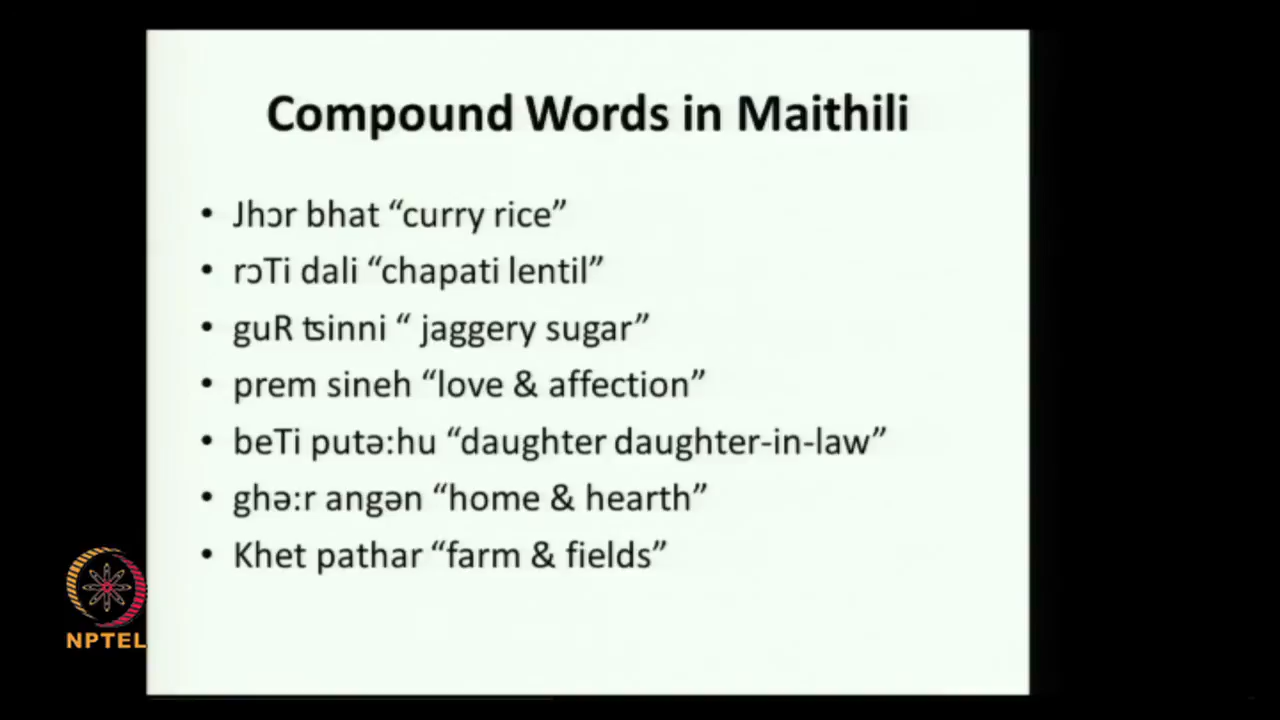 Compound Words in Maithili
• Jhɔr bhat “curry rice”
• rɔTi dali “chapati lentil”
• guR ʦinni “ jaggery sugar”
• prem sineh “love & affection”
• beTi putə:hu “daughter daughter-in-law”
• ghə:r angən “home & hearth”
• Khet pathar “farm & fields”
NPTEL